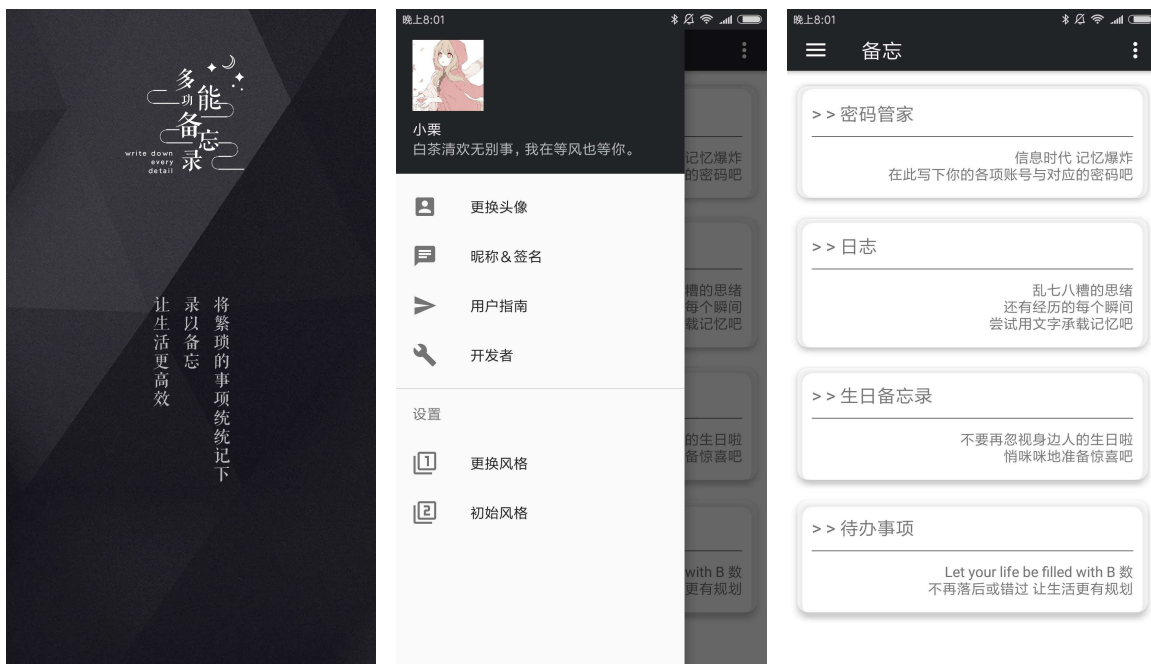 多功能备忘录
write down
every
detail
将繁琐的事项统统记下
录以备忘
让生活更高效
晚上8:01
小栗
白茶清欢无别事，我在等风也等你。
更换头像
昵称&签名
用户指南
开发者
设置
更换风格
初始风格
记忆爆炸
的密码吧
糟的思绪
每个瞬间
载记忆吧
的生日啦
备惊喜吧
with B 数
更有规划
晚上8:01
备忘
>>密码管家
信息时代 记忆爆炸
在此写下你的各项账号与对应的密码吧
>>日志
乱七八糟的思绪
还有经历的每个瞬间
尝试用文字承载记忆吧
>>生日备忘录
不要再忽视身边人的生日啦
悄咪咪地准备惊喜吧
>>待办事项
Let your life be filled with B 数
不再落后或错过 让生活更有规划